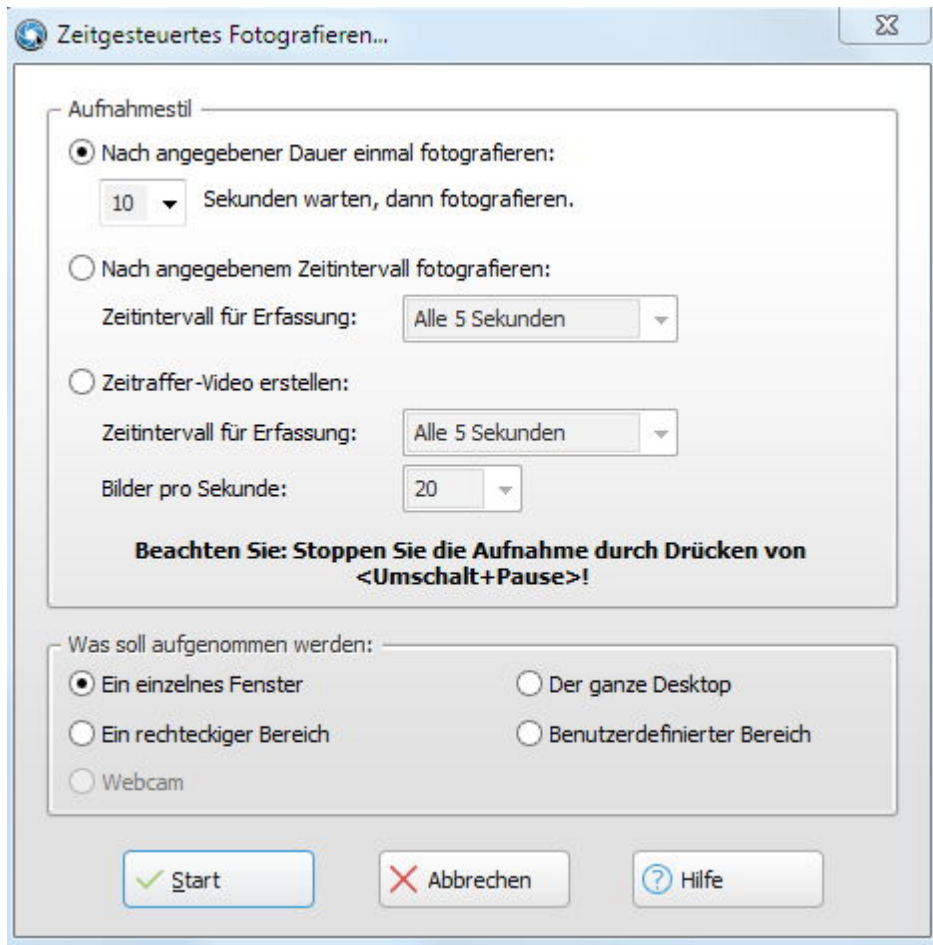 Zeitgesteuertes Fotografieren...
Aufnahmestil
Nach angegebener Dauer einmal fotografieren:
10 Sekunden warten, dann fotografieren.
Nach angegebenem Zeitintervall fotografieren:
Zeitintervall für Erfassung: Alle 5 Sekunden
Zeitraffer-Video erstellen:
Zeitintervall für Erfassung: Alle 5 Sekunden
Bilder pro Sekunde: 20
Beachten Sie: Stoppen Sie die Aufnahme durch Drücken von
<Umschalt+Pause>!
Was soll aufgenommen werden:
Ein einzelnes Fenster Der ganze Desktop
Ein rechteckiger Bereich Benutzerdefinierter Bereich
Webcam
Start Abbrechen Hilfe